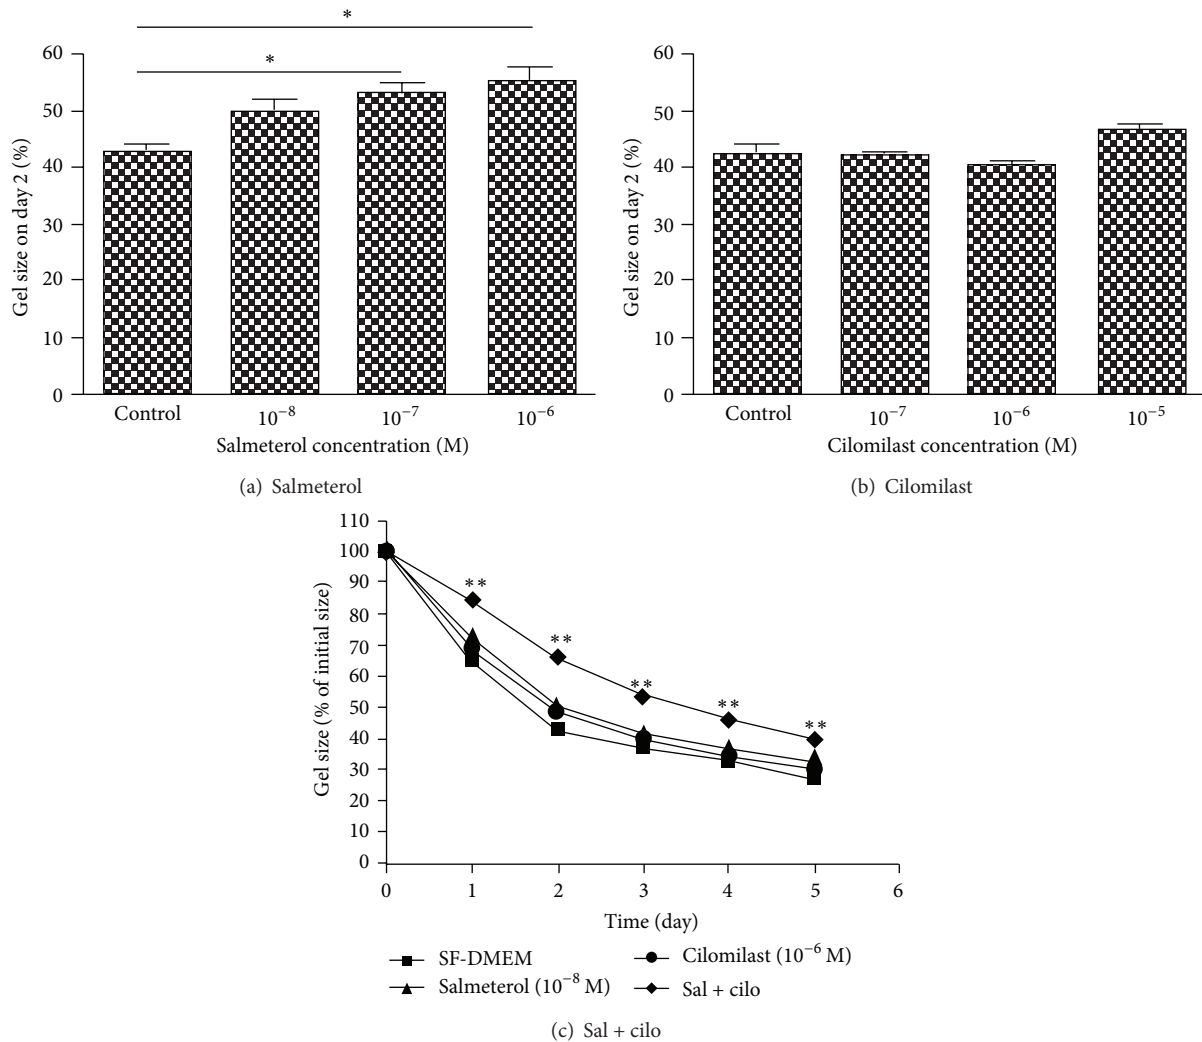 *
*
60
50
40
30
20
10
0
Gel size on day 2 (%)
Control
10⁻⁸
10⁻⁷
10⁻⁶
Salmeterol concentration (M)
(a) Salmeterol
60
50
40
30
20
10
0
Gel size on day 2 (%)
Control
10⁻⁷
10⁻⁶
10⁻⁵
Cilomilast concentration (M)
(b) Cilomilast
110
100
90
80
70
60
50
40
30
20
10
0
Gel size (% of initial size)
**
**
**
**
**
0 1 2 3 4 5 6
Time (day)
SF-DMEM
Salmeterol (10⁻⁸ M)
Cilomilast (10⁻⁶ M)
Sal + cilo
(c) Sal + cilo